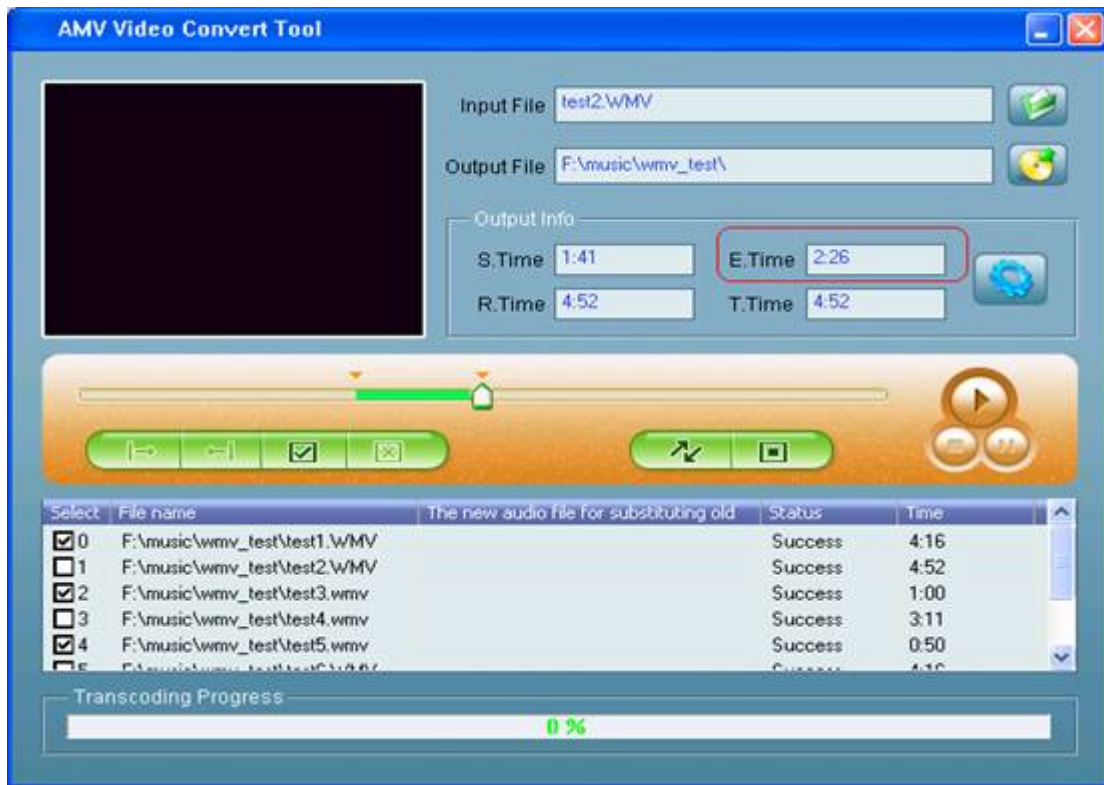 AMV Video Convert Tool
Input File test2.WMV
Output File F:\music\wmv_test\
Output Info
S.Time 1:41 E.Time 2:26
R.Time 4:52 T.Time 4:52
Select File name The new audio file for substituting old Status Time
0 F:\music\wmv_test\test1.WMV Success 4:16
1 F:\music\wmv_test\test2.WMV Success 4:52
2 F:\music\wmv_test\test3.wmv Success 1:00
3 F:\music\wmv_test\test4.wmv Success 3:11
4 F:\music\wmv_test\test5.wmv Success 0:50
Transcoding Progress
0 %